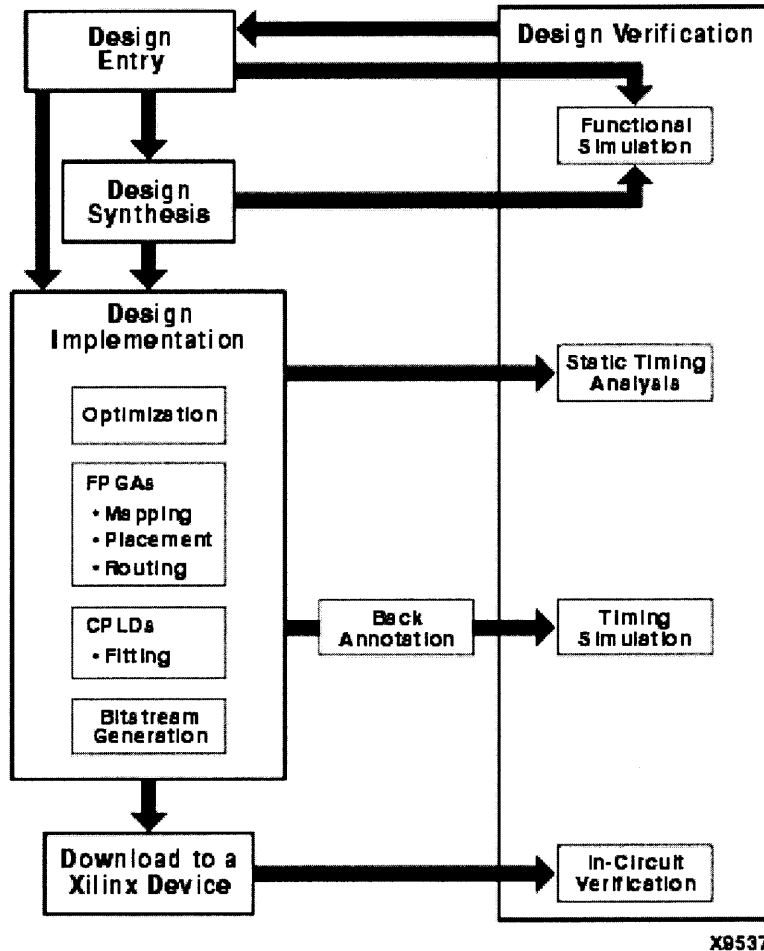 Design
Entry
Design Verification
Functional
Simulation
Design
Synthesis
Design
Implementation
Static Timing
Analysis
Optimization
FPGAs
• Mapping
• Placement
• Routing
CPLDs
• Fitting
Back
Annotation
Timing
Simulation
Bitstream
Generation
Download to a
Xilinx Device
In-Circuit
Verification
X9537